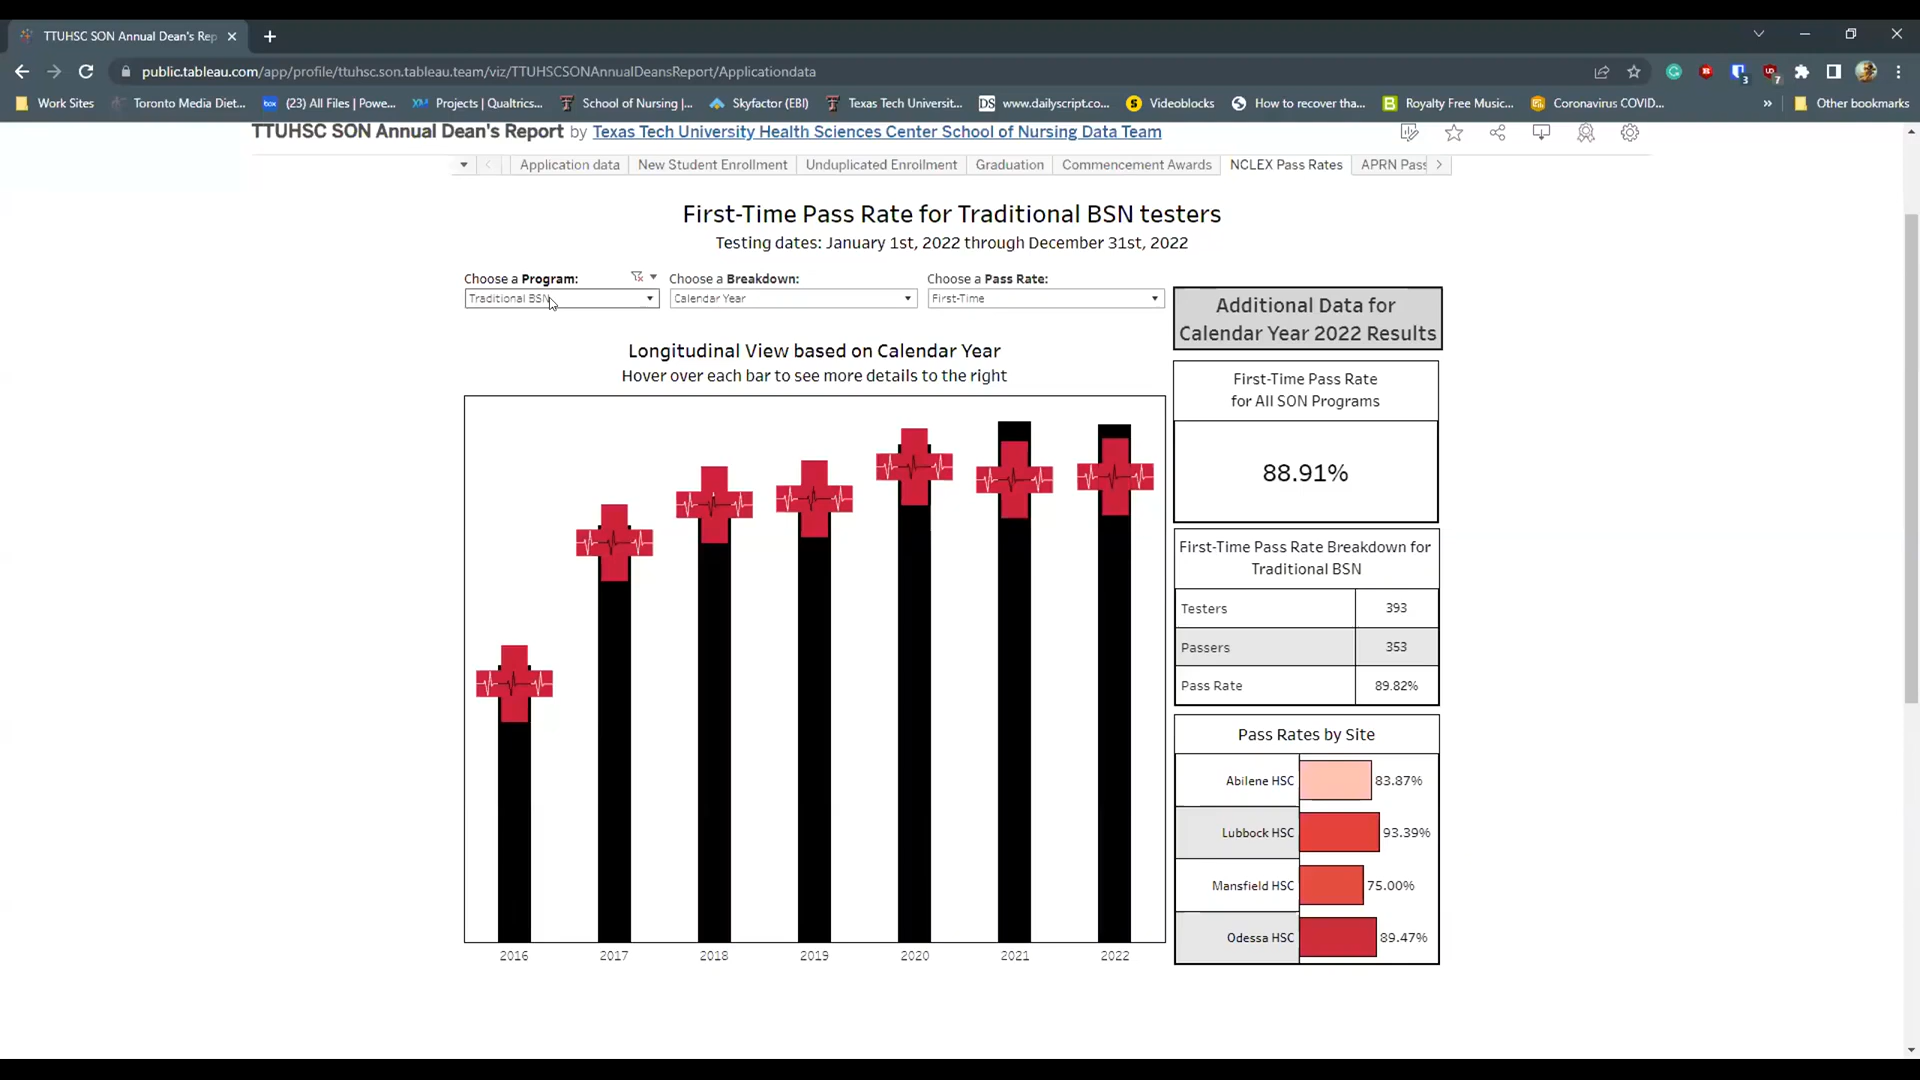 TTUHSC SON Annual Dean's Rep
public.tableau.com/app/profile/ttuhsc.son.tableau.team/viz/TTUHSCSONAnnualDeansReport/Applicationdata
3
7
Work Sites
Toronto Media Diet...
box
(23) All Files | Powe...
XM
Projects | Qualtrics...
School of Nursing |...
Skyfactor (EBI)
Texas Tech Universit...
DS
www.dailyscript.co...
S
Videoblocks
How to recover tha...
B
Royalty Free Music...
Coronavirus COVID...
»
Other bookmarks
TTUHSC SON Annual Dean's Report by Texas Tech University Health Sciences Center School of Nursing Data Team
Application data
New Student Enrollment
Unduplicated Enrollment
Graduation
Commencement Awards
NCLEX Pass Rates
APRN Pass
First-Time Pass Rate for Traditional BSN testers
Testing dates: January 1st, 2022 through December 31st, 2022
Choose a Program:
Choose a Breakdown:
Choose a Pass Rate:
Traditional BSN
Calendar Year
First-Time
Longitudinal View based on Calendar Year
Hover over each bar to see more details to the right
2016
2017
2018
2019
2020
2021
2022
Additional Data for
Calendar Year 2022 Results
First-Time Pass Rate
for All SON Programs
88.91%
First-Time Pass Rate Breakdown for
Traditional BSN
Testers 393
Passers 353
Pass Rate 89.82%
Pass Rates by Site
Abilene HSC 83.87%
Lubbock HSC 93.39%
Mansfield HSC 75.00%
Odessa HSC 89.47%